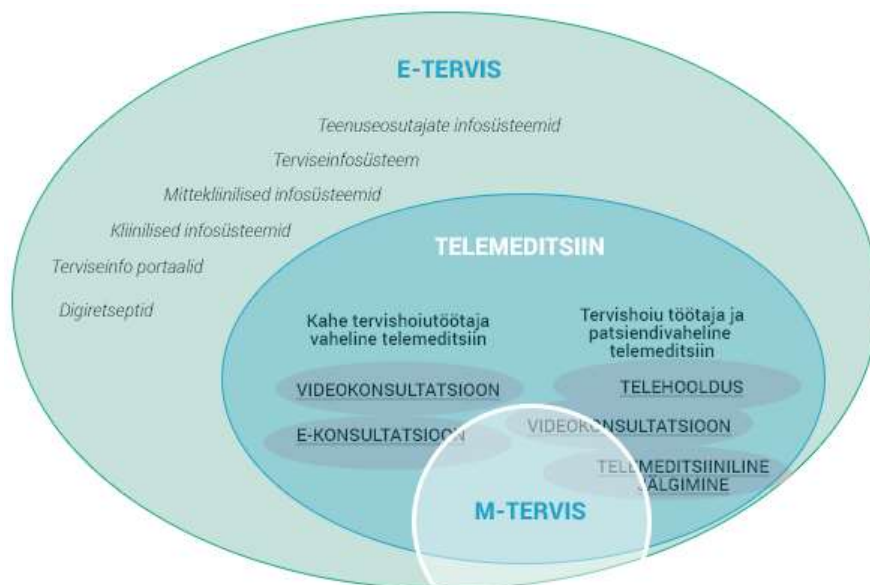 E-TERVIS
Teenuseosutajate infosüsteemid
Terviseinfosüsteem
Mittekliinilised infosüsteemid
Kliinilised infosüsteemid
Terviseinfo portaalid
Digiretseptid
TELEMEDITSIIN
Kahe tervishoiutöötaja
vaheline telemeditsiin
VIDEOKONSULTATSIOON
E-KONSULTATSIOON
Tervishoiu töötaja ja
patsiendivaheline
telemeditsiin
TELEHOOLDUS
VIDEOKONSULTATSIOON
TELEMEDITSIINILINE
JÄLGIMINE
M-TERVIS